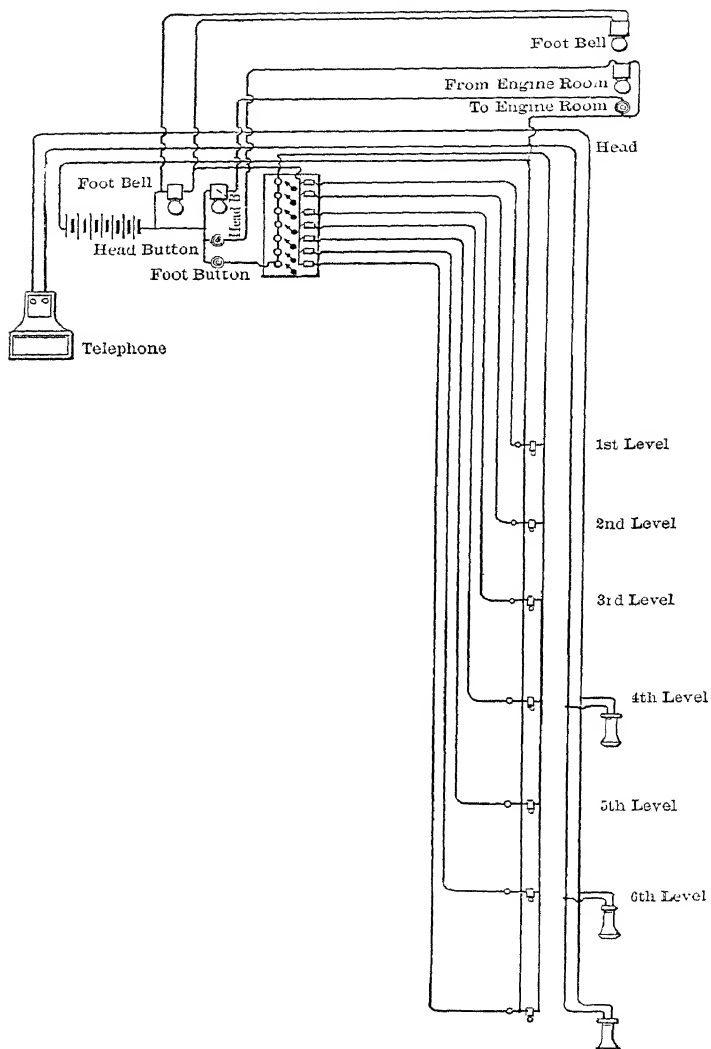 Foot Bell
From Engine Room
To Engine Room
Head
Foot Bell
Head B
Head Button
Foot Button
Telephone
1st Level
2nd Level
3rd Level
4th Level
5th Level
6th Level